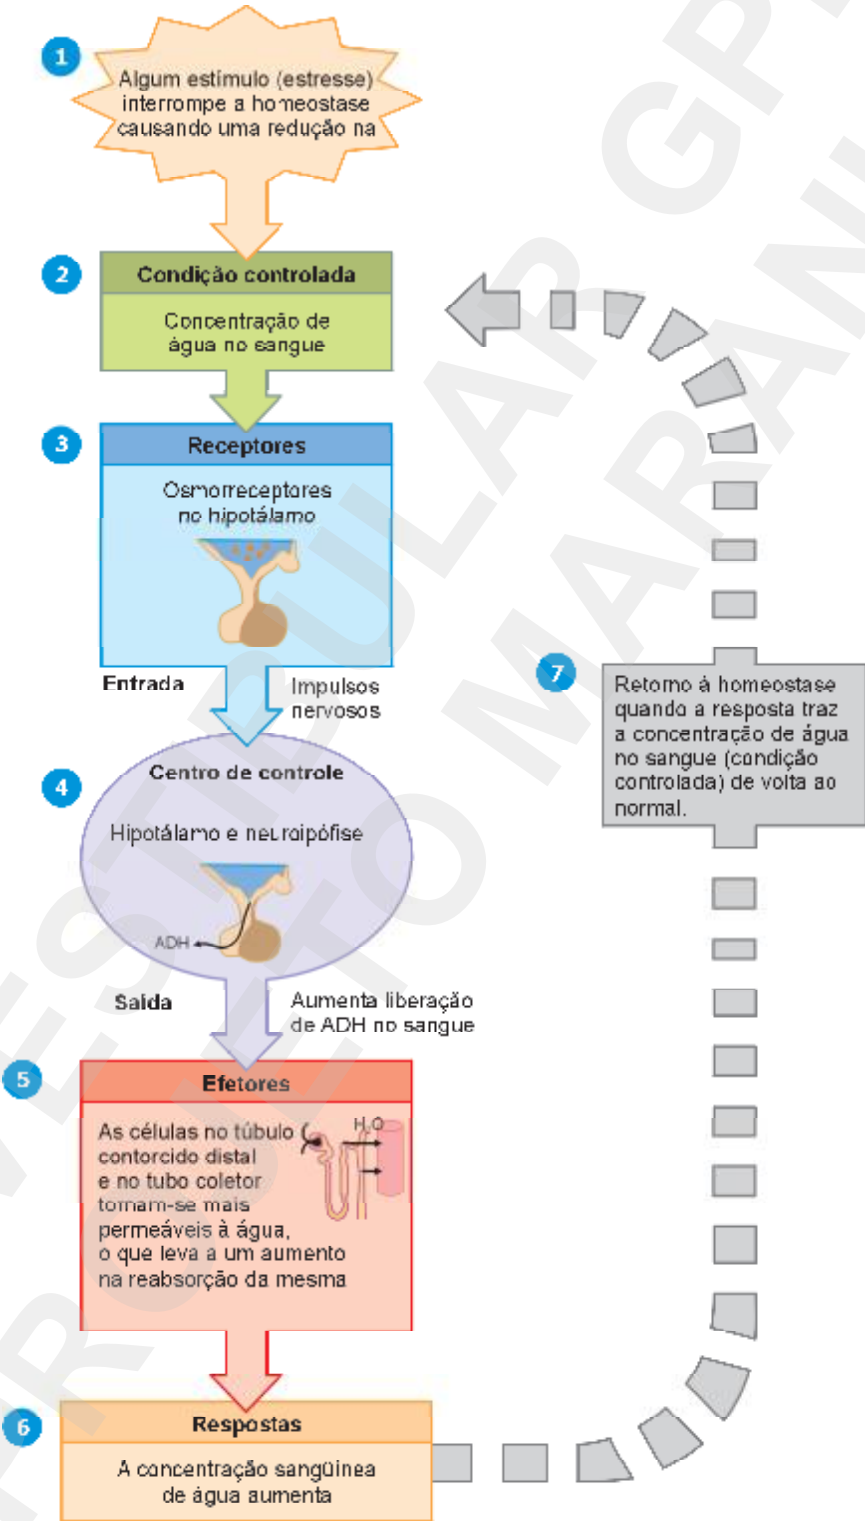 1
Algum estímulo (estresse)
interrompe a homeostase
causando uma redução na
2
Condição controlada
Concentração de
água no sangue
3
Receptores
Osmorreceptores
no hipotálamo
Entrada
Impulsos
nervosos
4
Centro de controle
Hipotálamo e neuroipófise
ADH
Saída
Aumenta liberação
de ADH no sangue
5
Efetores
As células no túbulo
contorcido distal
e no tubo coletor
tornam-se mais
permeáveis à água,
o que leva a um aumento
na reabsorção da mesma
H2O
6
Respostas
A concentração sangüínea
de água aumenta
7
Retorno à homeostase
quando a resposta traz
a concentração de água
no sangue (condição
controlada) de volta ao
normal.